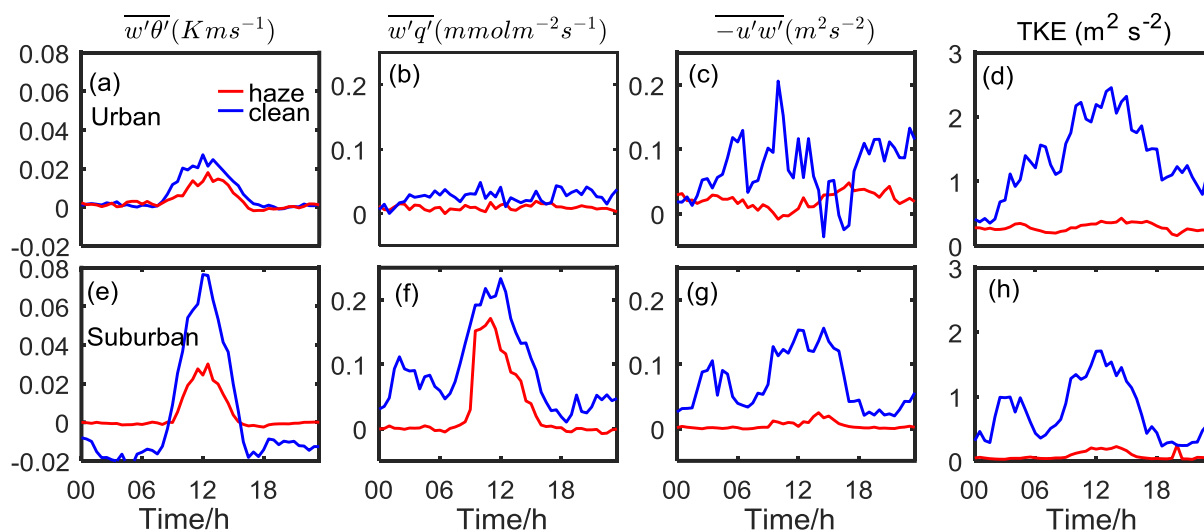 w'θ'(Kms⁻¹) w'q'(mmolm⁻²s⁻¹) -u'w'(m²s⁻²) TKE (m² s⁻²)
0.08 0.06 0.04 0.02 0 -0.02
(a) Urban
haze
clean
0.2 0.1 0
(b)
0.2 0.1 0
(c)
3 2 1 0
(d)
0.08 0.06 0.04 0.02 0 -0.02
(e)
Suburban
0.2 0.1 0
(f)
0.2 0.1 0
(g)
3 2 1 0
(h)
00 06 12 18 00 06 12 18 00 06 12 18 00 06 12 18
Time/h Time/h Time/h Time/h